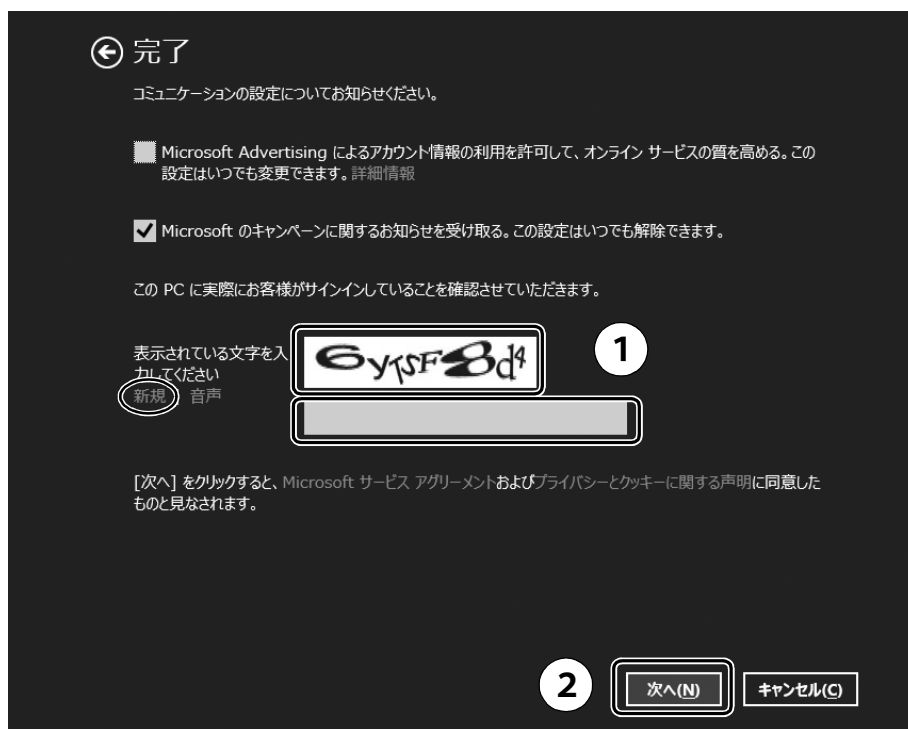 完了
コミュニケーションの設定についてお知らせください。
Microsoft Advertising によるアカウント情報の利用を許可して、オンライン サービスの質を高める。この
設定はいつでも変更できます。詳細情報
Microsoft のキャンペーンに関するお知らせを受け取る。この設定はいつでも解除できます。
この PC に実際にお客様がサインインしていることを確認させていただきます。
表示されている文字を入
力してください
新規 音声
6yTSF8d4
1
[次へ] をクリックすると、Microsoft サービス アグリーメントおよびプライバシーとクッキーに関する声明に同意した
ものと見なされます。
2 次へ(N) キャンセル(C)